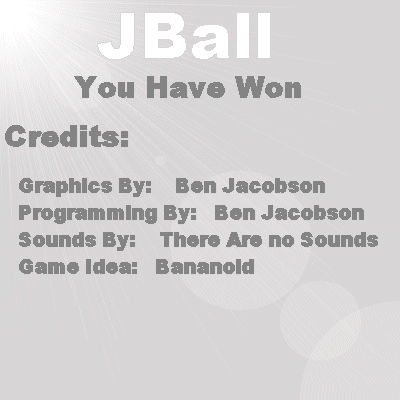 JBall
You Have Won
Credits:
Graphics By: Ben Jacobson
Programming By: Ben Jacobson
Sounds By: There Are no Sounds
Game Idea: Bananoid